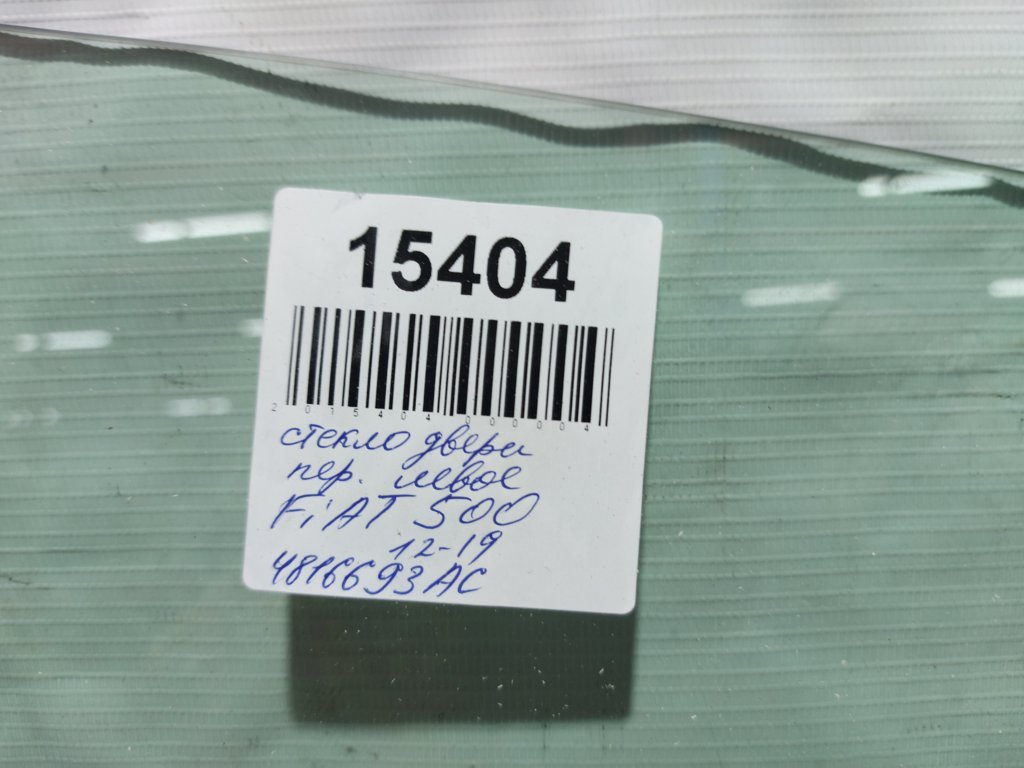 15404
2015404000004
стекло двери
пер. левое
FiAT 500
12-19
4816693AC